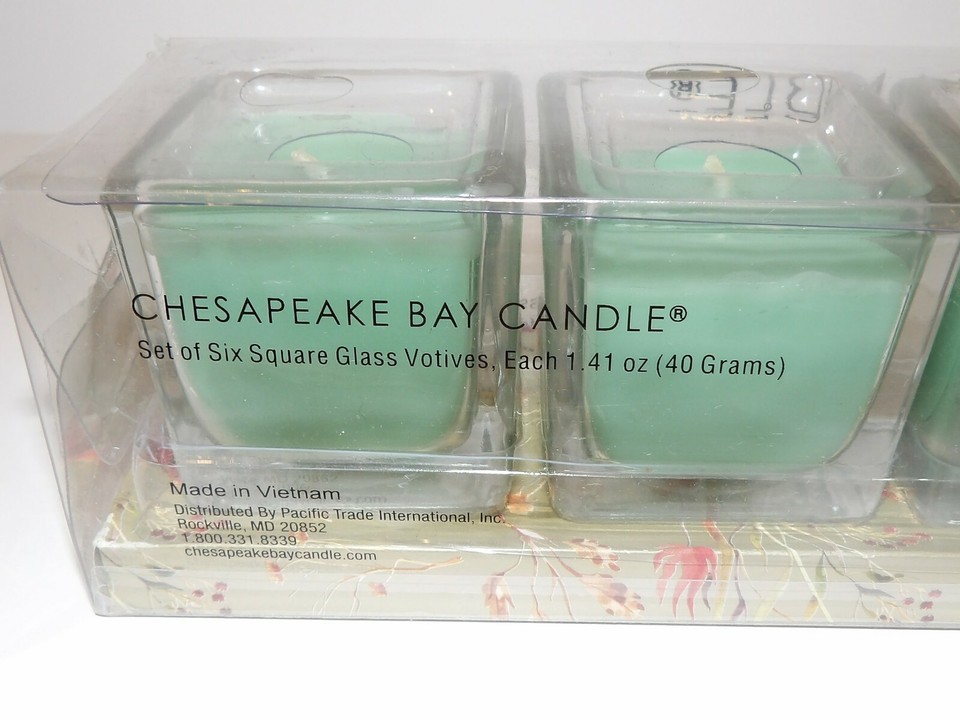 CHESAPEAKE BAY CANDLE®
Set of Six Square Glass Votives, Each 1.41 oz (40 Grams)
Made in Vietnam
Distributed By Pacific Trade International, Inc.
Rockville, MD 20852
T 800.331.8339
chesapeakebaycandle.com